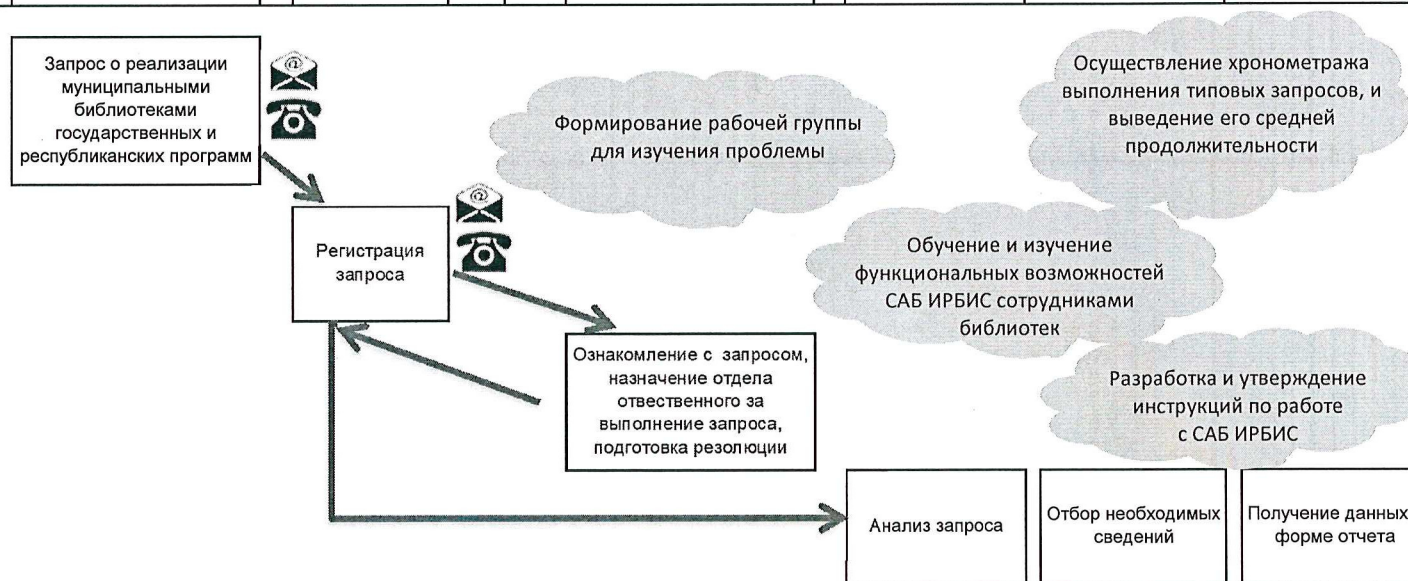 Запрос о реализации
муниципальными
библиотеками
государственных и
республиканских программ
Формирование рабочей группы
для изучения проблемы
Осуществление хронометража
выполнения типовых запросов, и
выведение его средней
продолжительности
Регистрация
запроса
Обучение и изучение
функциональных возможностей
САБ ИРБИС сотрудниками
библиотек
Ознакомление с запросом,
назначение отдела
отвественного за
выполнение запроса,
подготовка резолюции
Разработка и утверждение
инструкций по работе
с САБ ИРБИС
Анализ запроса
Отбор необходимых
сведений
Получение данных
форме отчета